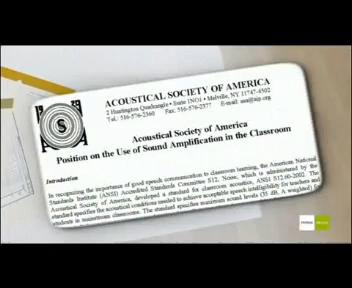 ACOUSTICAL SOCIETY OF AMERICA
2 Huntington Quadrangle • Suite 1NO1 • Melville, NY 11747-4502
Tel.: 516-576-2360 Fax: 516-576-2377 E-mail: asa@aip.org
Acoustical Society of America
Position on the Use of Sound Amplification in the Classroom
Introduction
In recognizing the importance of good speech communication to classroom learning, the American National
Standards Institute (ANSI) Accredited Standards Committee S12, Noise, which is administered by the
Acoustical Society of America, developed a standard for classroom acoustics, ANSI S12.60-2002. The
standard specifies the acoustical conditions needed to achieve acceptable speech intelligibility for teachers and
students in mainstream classrooms. The standard specifies maximum sound levels (35 dB, A weighted) for